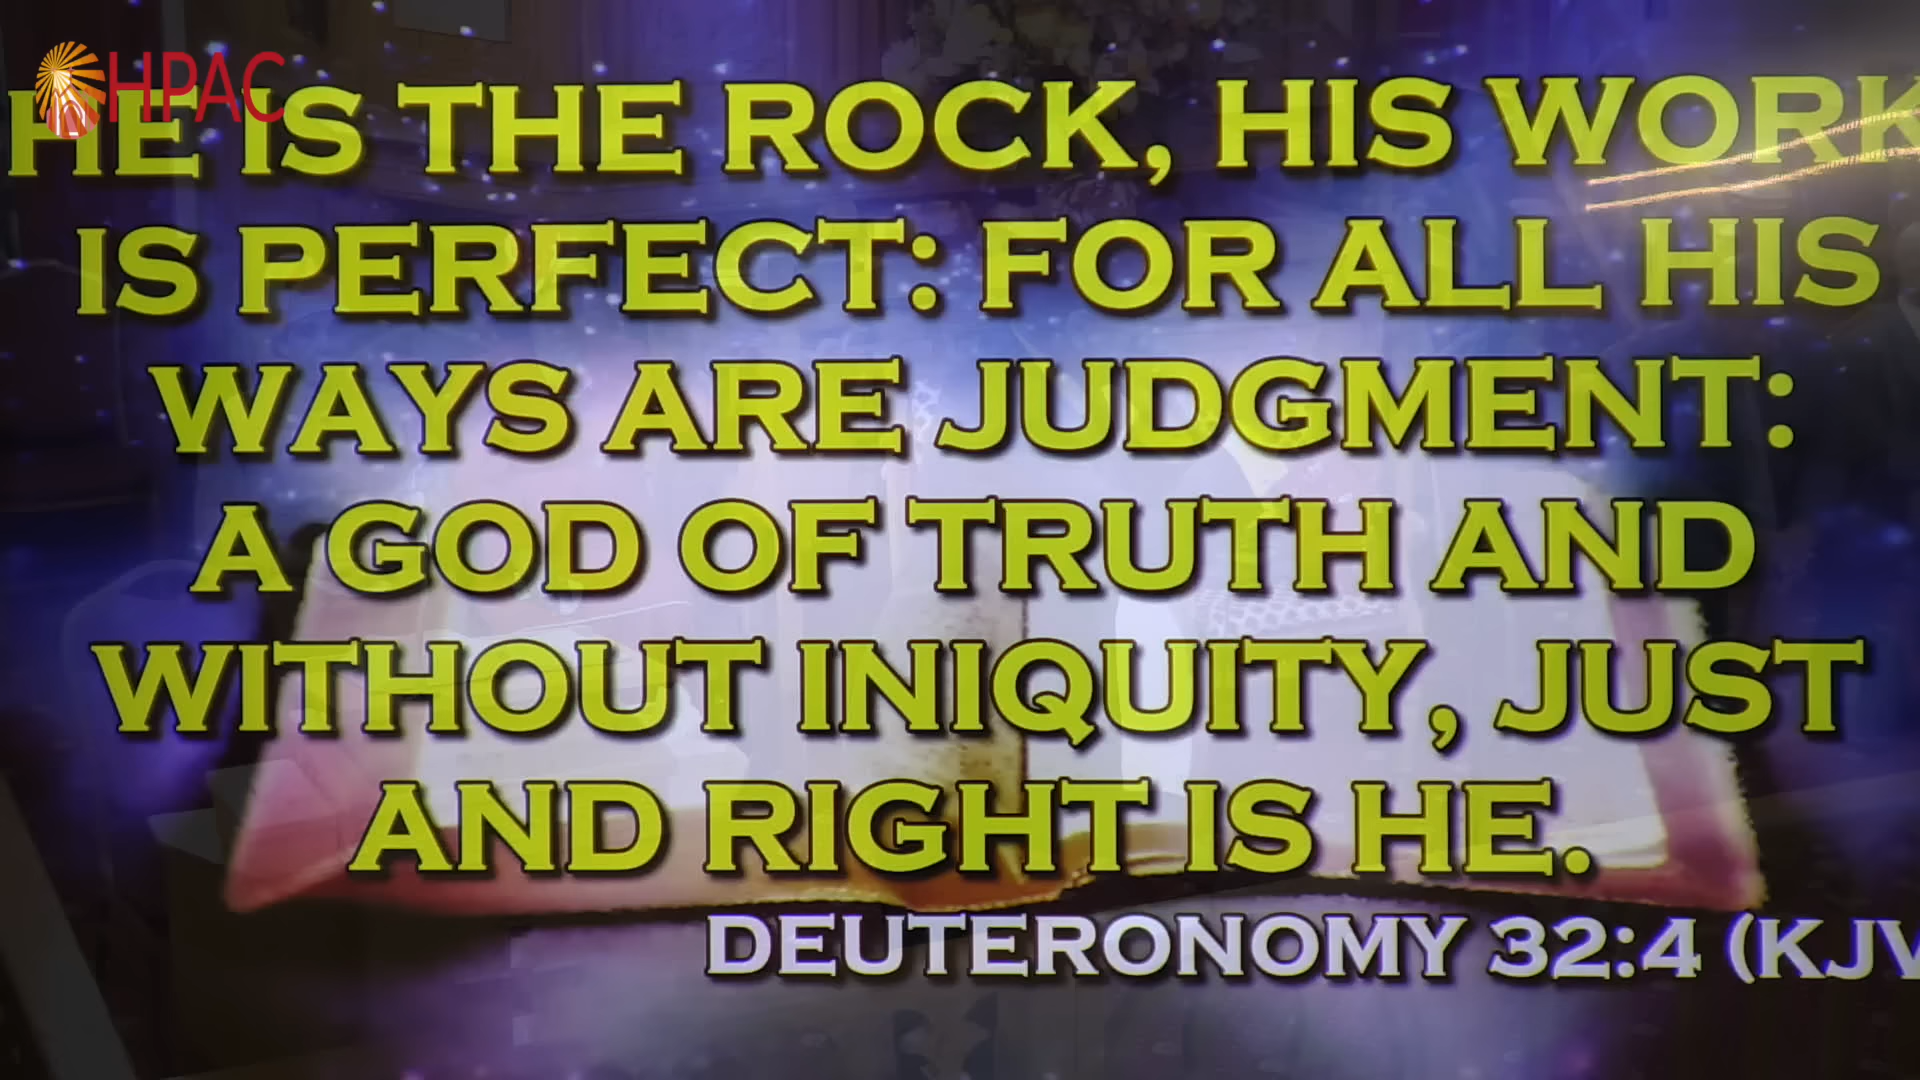 HPAC
HE IS THE ROCK, HIS WORK
IS PERFECT: FOR ALL HIS
WAYS ARE JUDGMENT:
A GOD OF TRUTH AND
WITHOUT INIQUITY, JUST
AND RIGHT IS HE.
DEUTERONOMY 32:4 (KJV